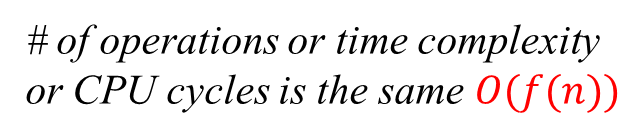 # of operations or time complexity
or CPU cycles is the same O(f(n))